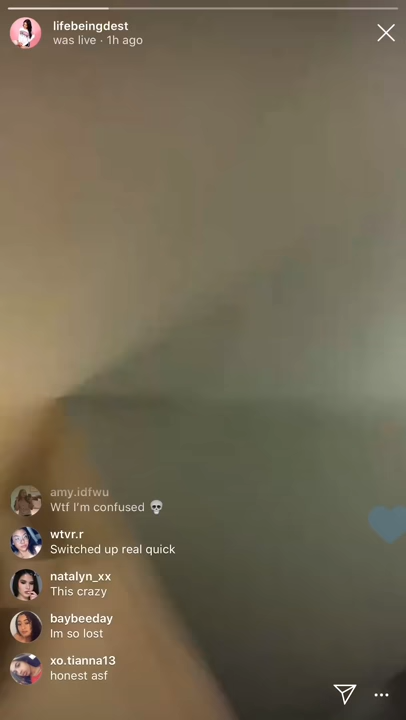 lifebeingdest
was live · 1h ago
amy.idfwu
Wtf I'm confused 💀
wtvr.r
Switched up real quick
natalyn_xx
This crazy
baybeeday
Im so lost
xo.tianna13
honest asf